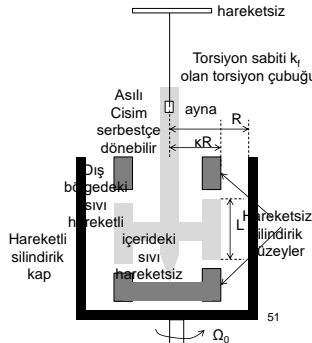 hareketsiz
Torsiyon sabiti kf
olan torsiyon çubuğu
Asılı
Cisim
serbestçe
dönebilir
ayna
R
κR
Dış
bölgedeki
sıvı
hareketli
Hareketli
silindirik
kap
içerideki
sıvı
hareketsiz
L
Hareketsiz
silindirik
yüzeyler
51
Ω0